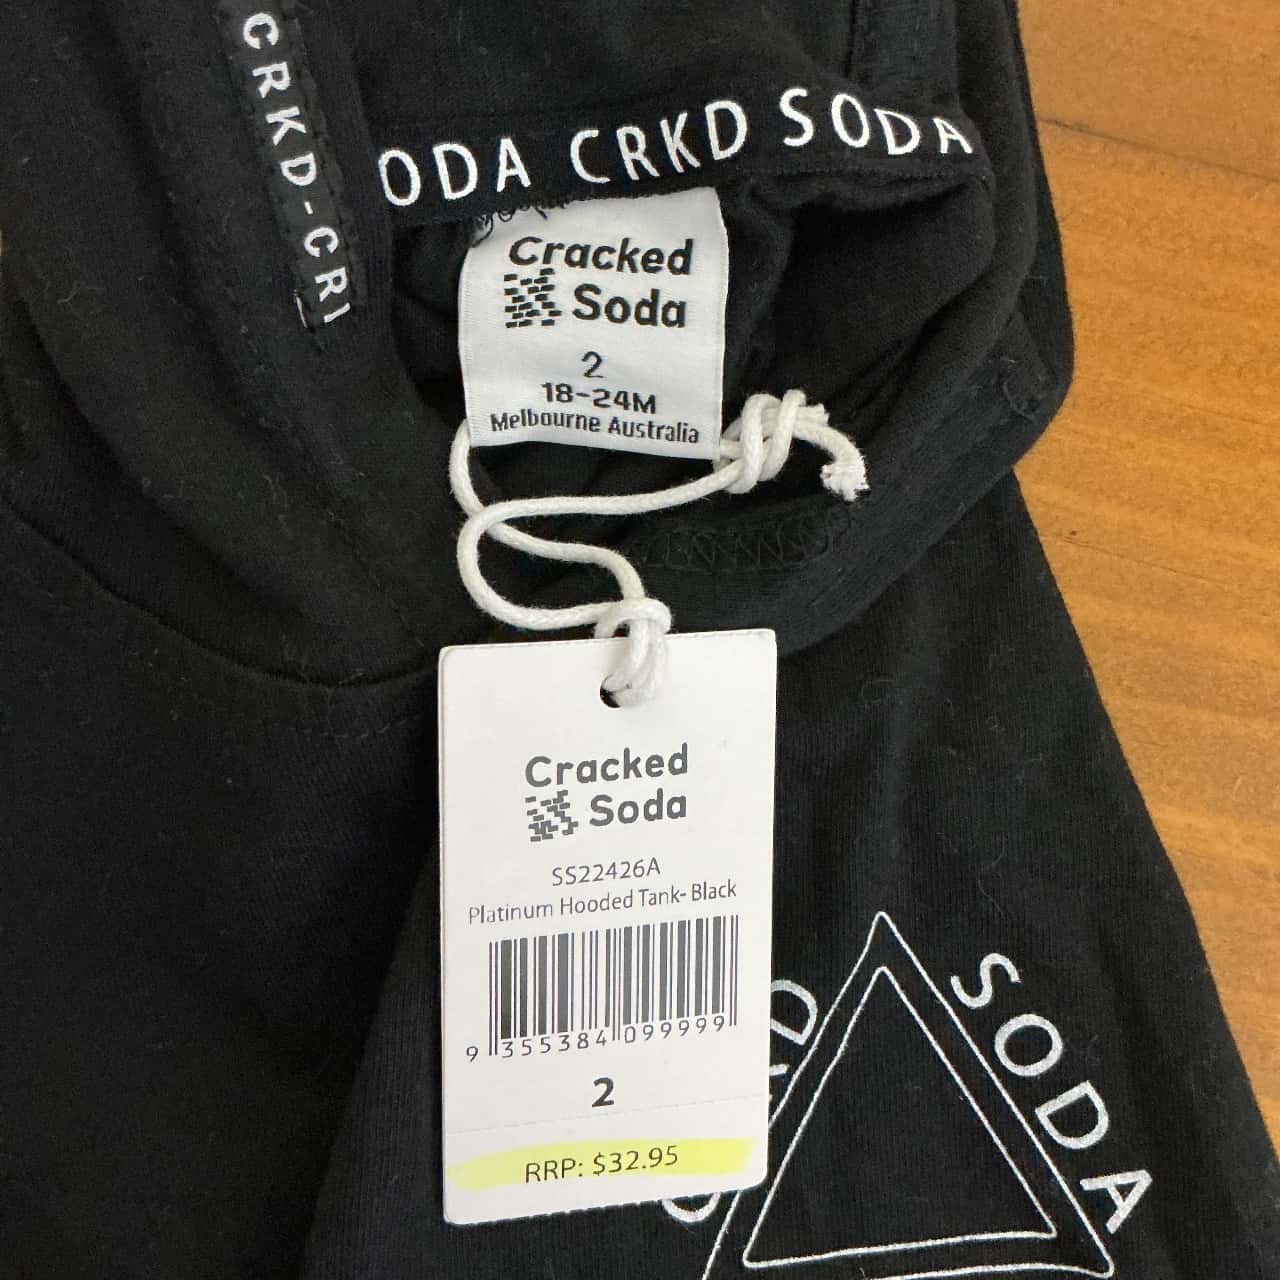 CRKD-CRI
ODA CRKD SODA
Cracked
Soda
2
18-24M
Melbourne Australia
Cracked
Soda
SS22426A
Platinum Hooded Tank- Black
9 355384 099999
2
RRP: $32.95
SODA